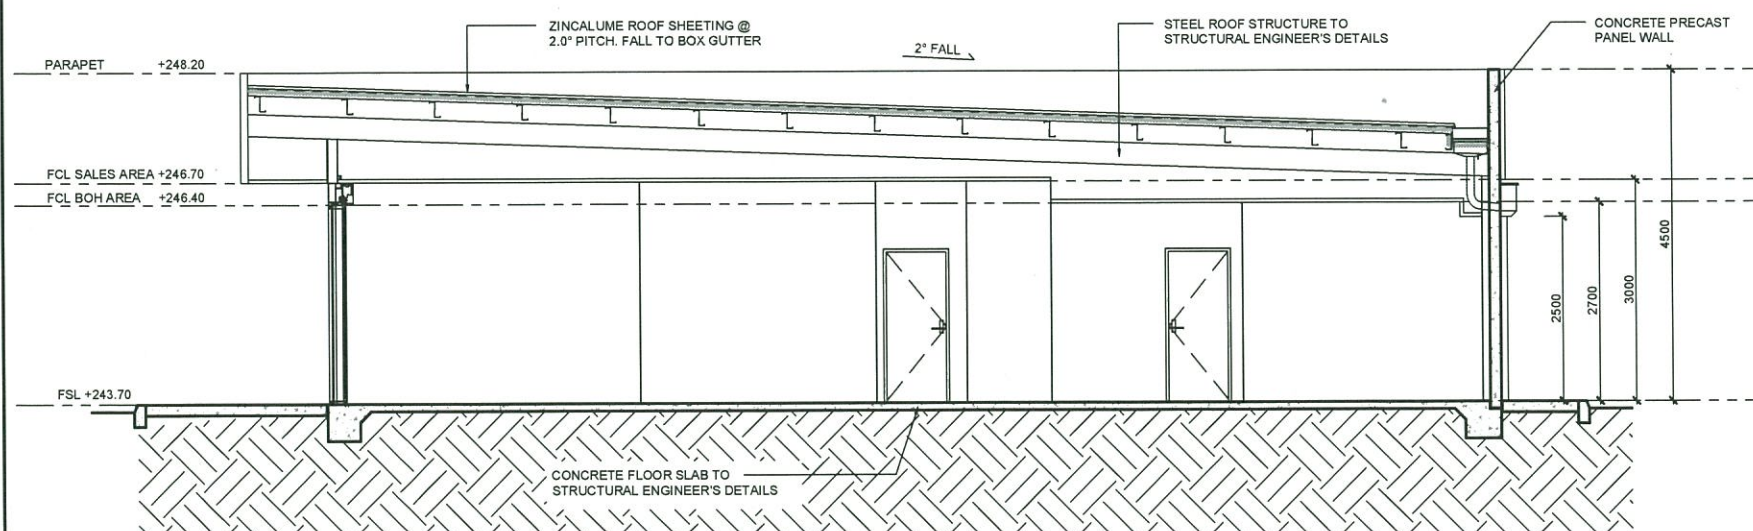 ZINCALUME ROOF SHEETING @
2.0° PITCH. FALL TO BOX GUTTER
2° FALL
STEEL ROOF STRUCTURE TO
STRUCTURAL ENGINEER'S DETAILS
CONCRETE PRECAST
PANEL WALL
PARAPET +248.20
FCL SALES AREA +246.70
FCL BOH AREA +246.40
FSL +243.70
2500
2700
3000
4500
CONCRETE FLOOR SLAB TO
STRUCTURAL ENGINEER'S DETAILS